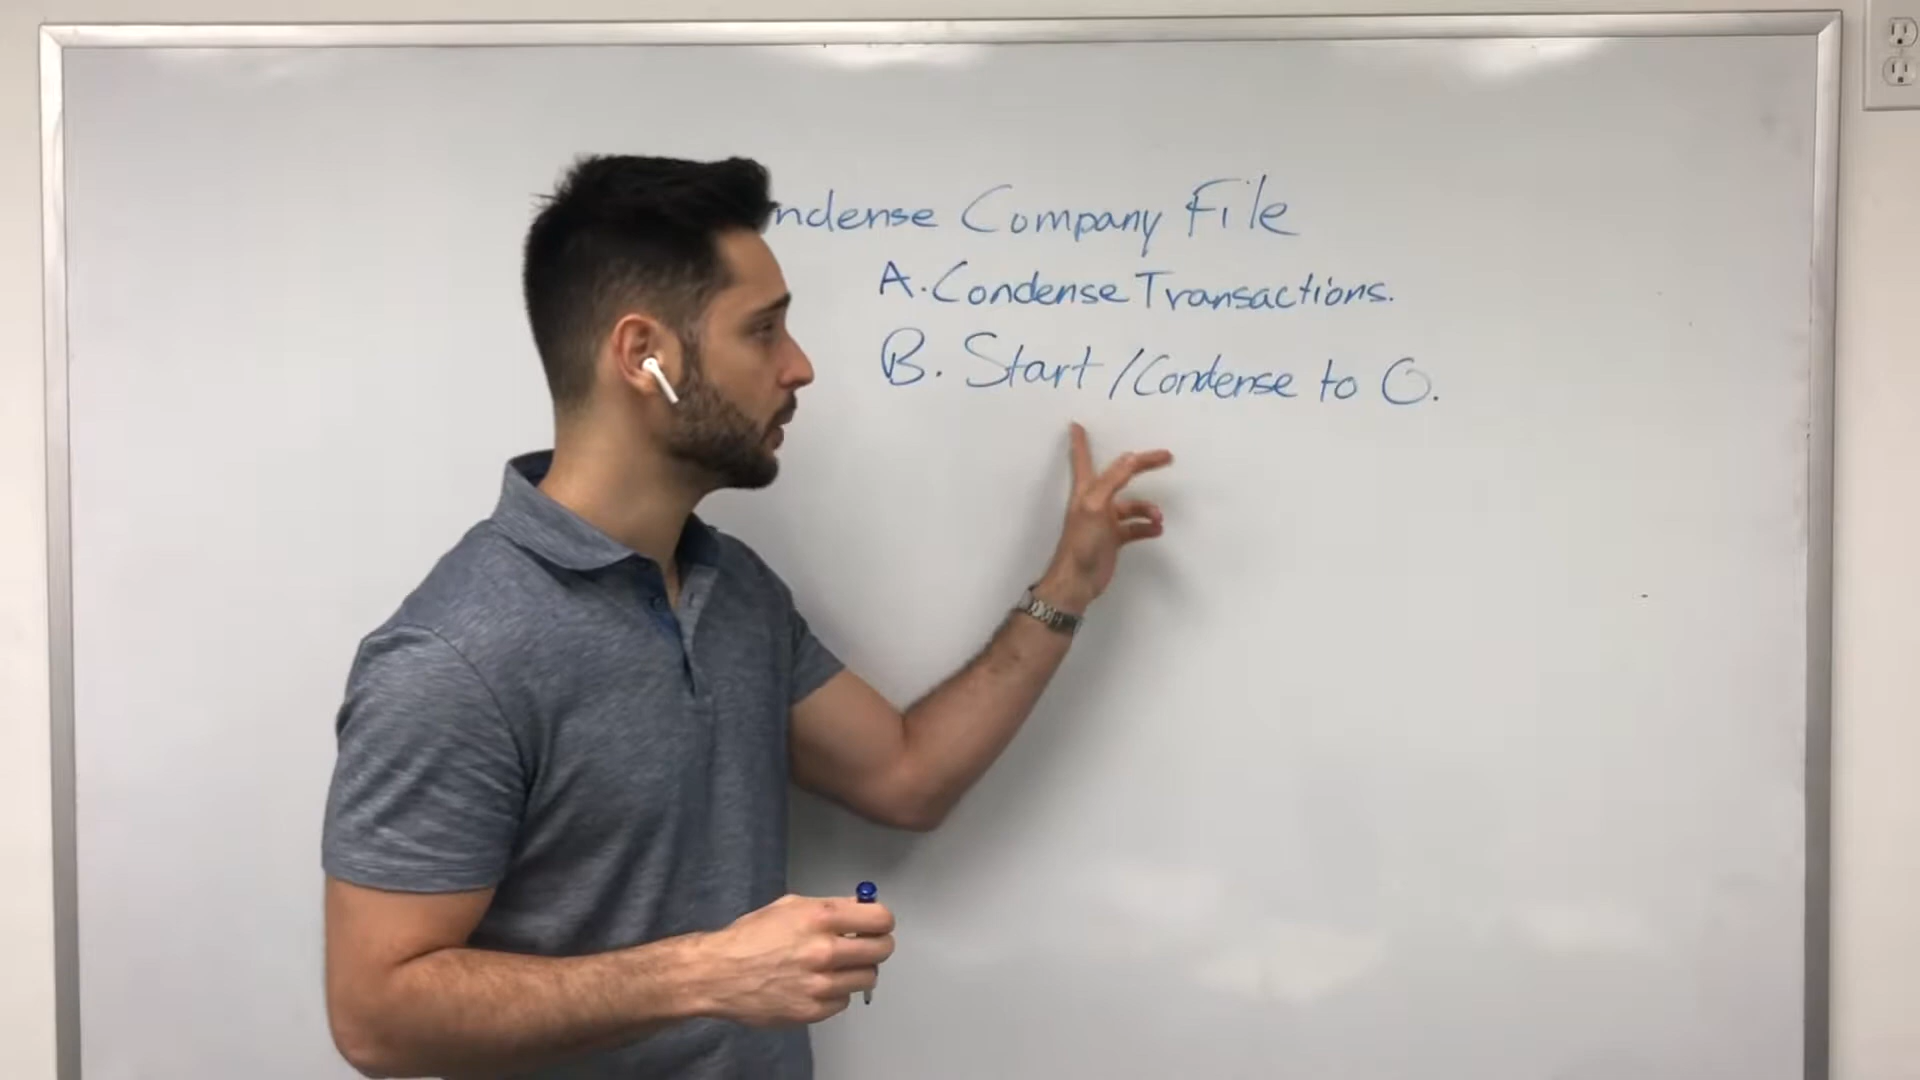 ndense Company File
A. Condense Transactions.
B. Start / Condense to 0.